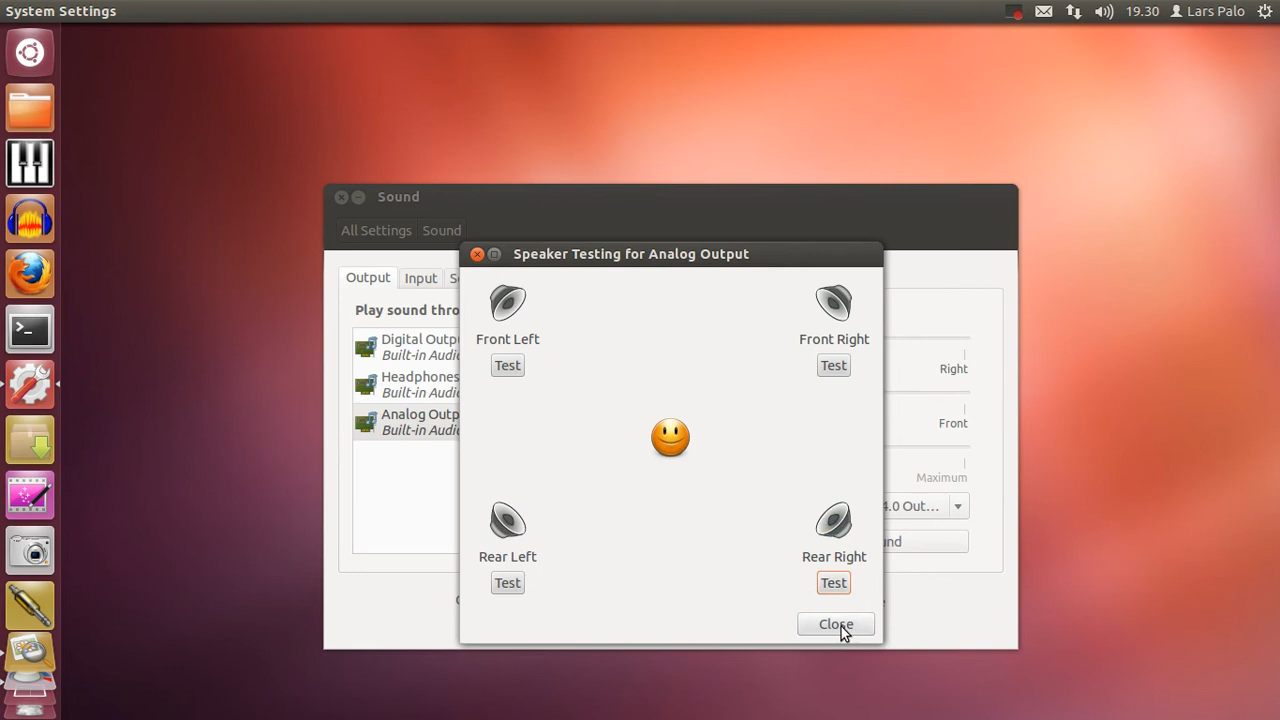 System Settings
19.30 Lars Palo
Sound
All Settings Sound
Speaker Testing for Analog Output
Output Input
Play sound thro
Front Left
Front Right
Test
Test
Digital Outp
Built-in Audi
Headphones
Built-in Audi
Analog Outp
Built-in Audi
Right
Front
Maximum
4.0 Out...
Rear Left
Rear Right
Test
Test
Close